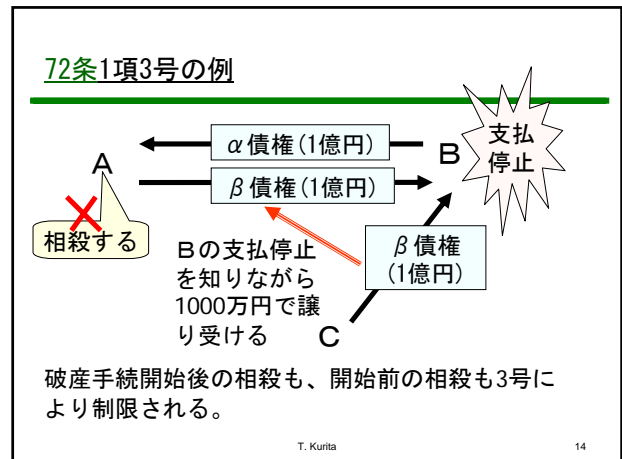 72条1項3号の例
α債権(1億円)
B
支払
停止
A
β債権(1億円)
相殺する
Bの支払停止
を知りながら
1000万円で譲
り受ける
β債権
(1億円)
C
破産手続開始後の相殺も、開始前の相殺も3号に
より制限される。
T. Kurita
14